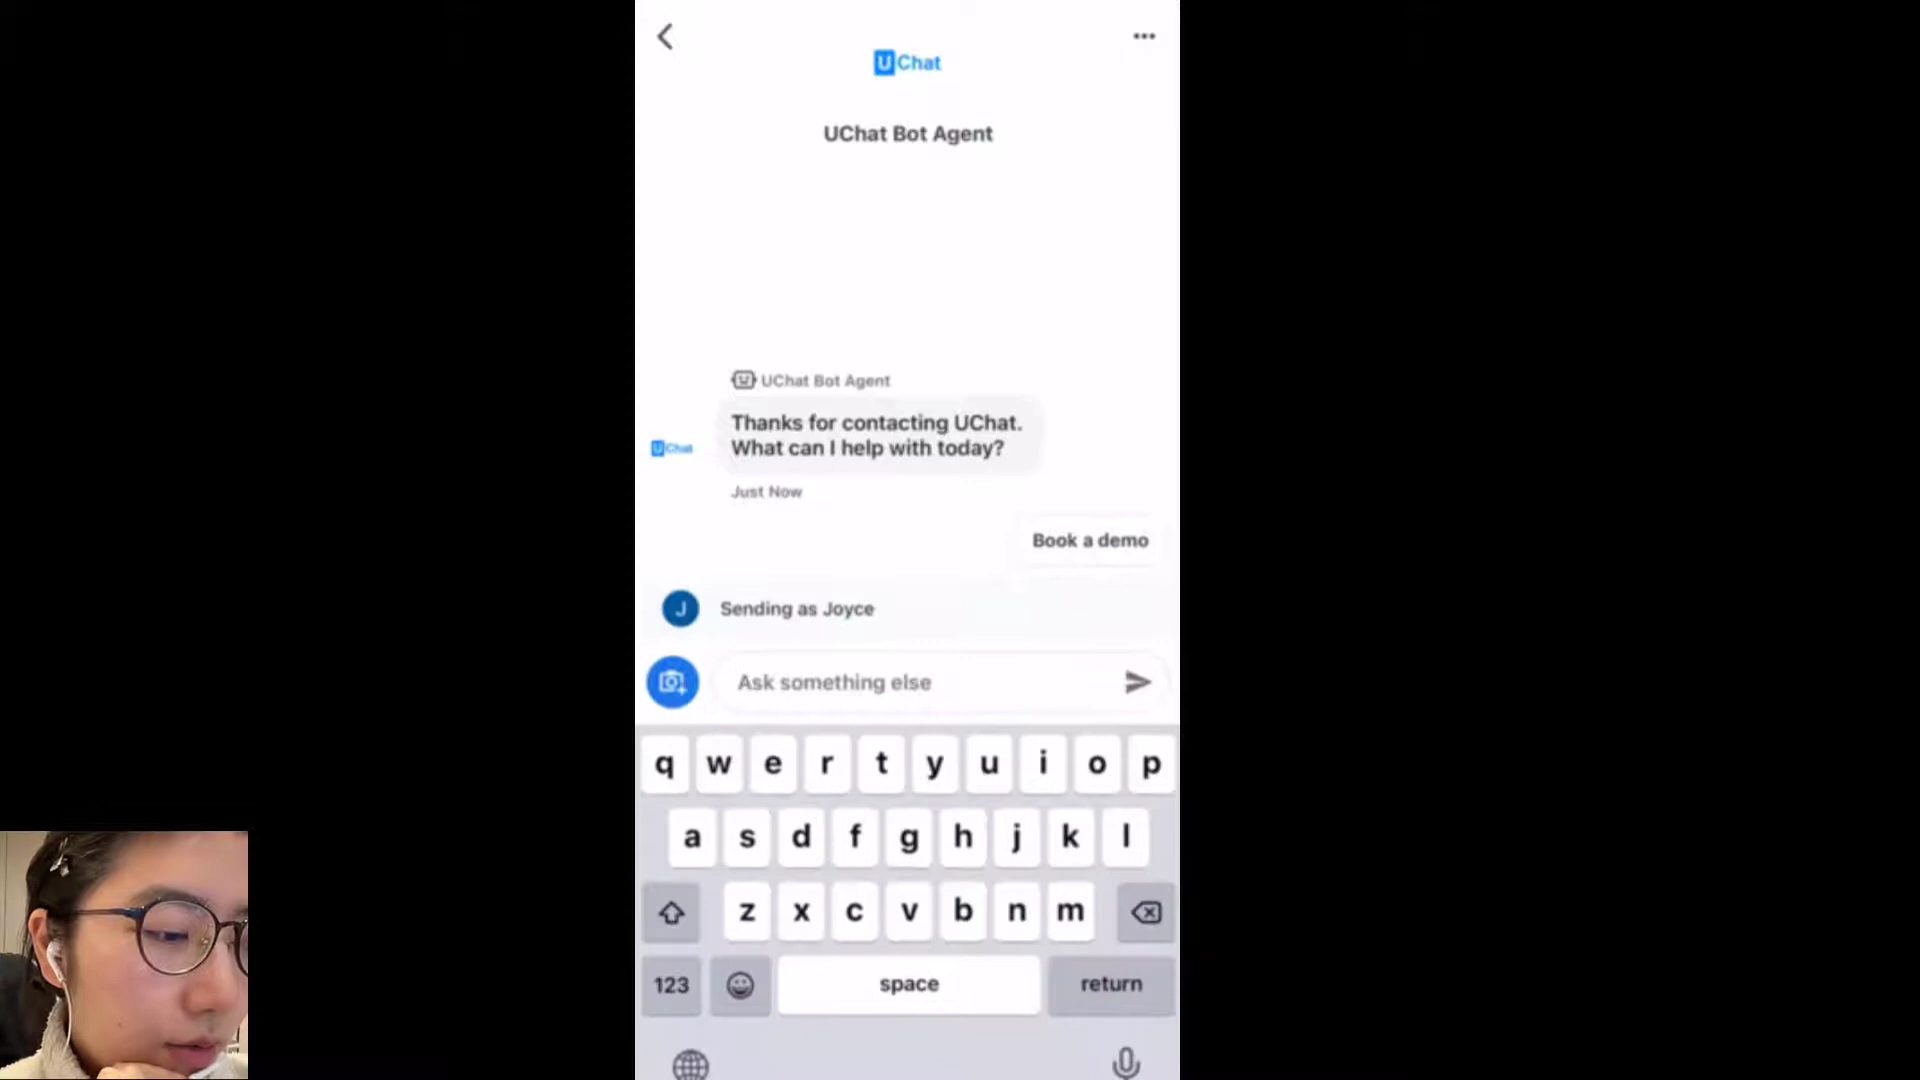 UChat
UChat Bot Agent
UChat Bot Agent
Thanks for contacting UChat.
What can I help with today?
UChat
Just Now
Book a demo
J
Sending as Joyce
Ask something else
q w e r t y u i o p
a s d f g h j k l
z x c v b n m
123 space return